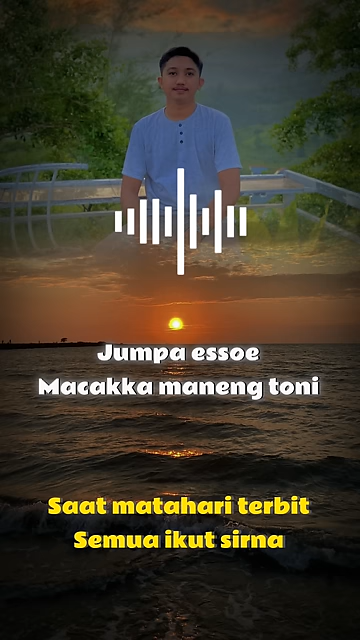 Jumpa essoe
Macakka maneng toni
Saat matahari terbit
Semua ikut sirna